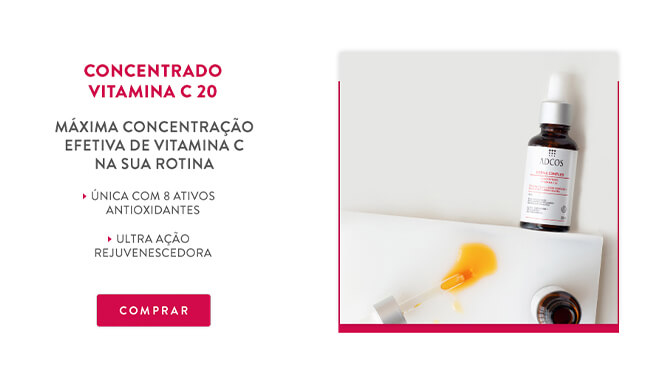 CONCENTRADO
VITAMINA C 20
MÁXIMA CONCENTRAÇÃO
EFETIVA DE VITAMINA C
NA SUA ROTINA
ÚNICA COM 8 ATIVOS
ANTIOXIDANTES
ULTRA AÇÃO
REJUVENESCEDORA
COMPRAR
ADCOS